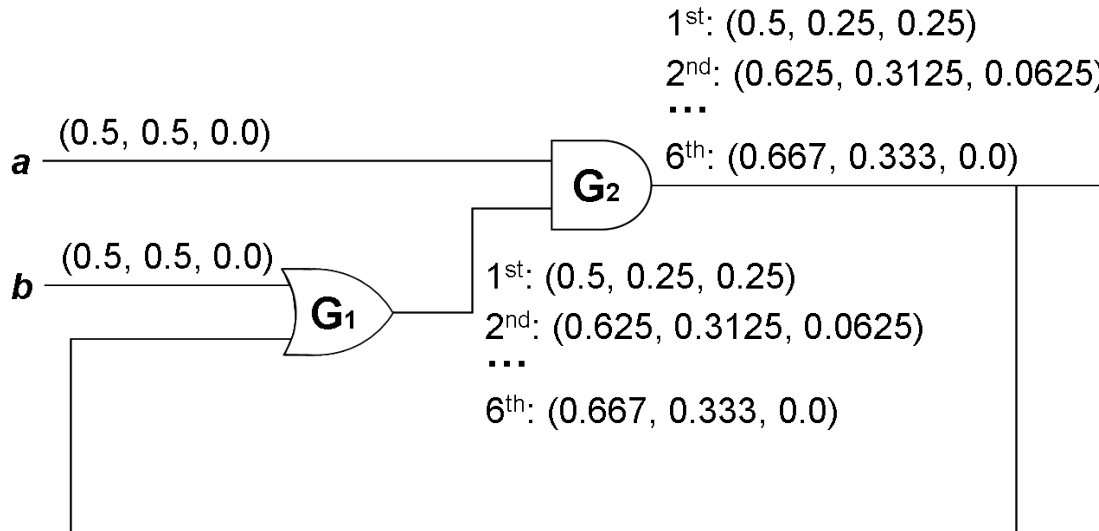 1st: (0.5, 0.25, 0.25)
2nd: (0.625, 0.3125, 0.0625)
...
6th: (0.667, 0.333, 0.0)
(0.5, 0.5, 0.0)
a
G2
(0.5, 0.5, 0.0)
b
G1
1st: (0.5, 0.25, 0.25)
2nd: (0.625, 0.3125, 0.0625)
...
6th: (0.667, 0.333, 0.0)